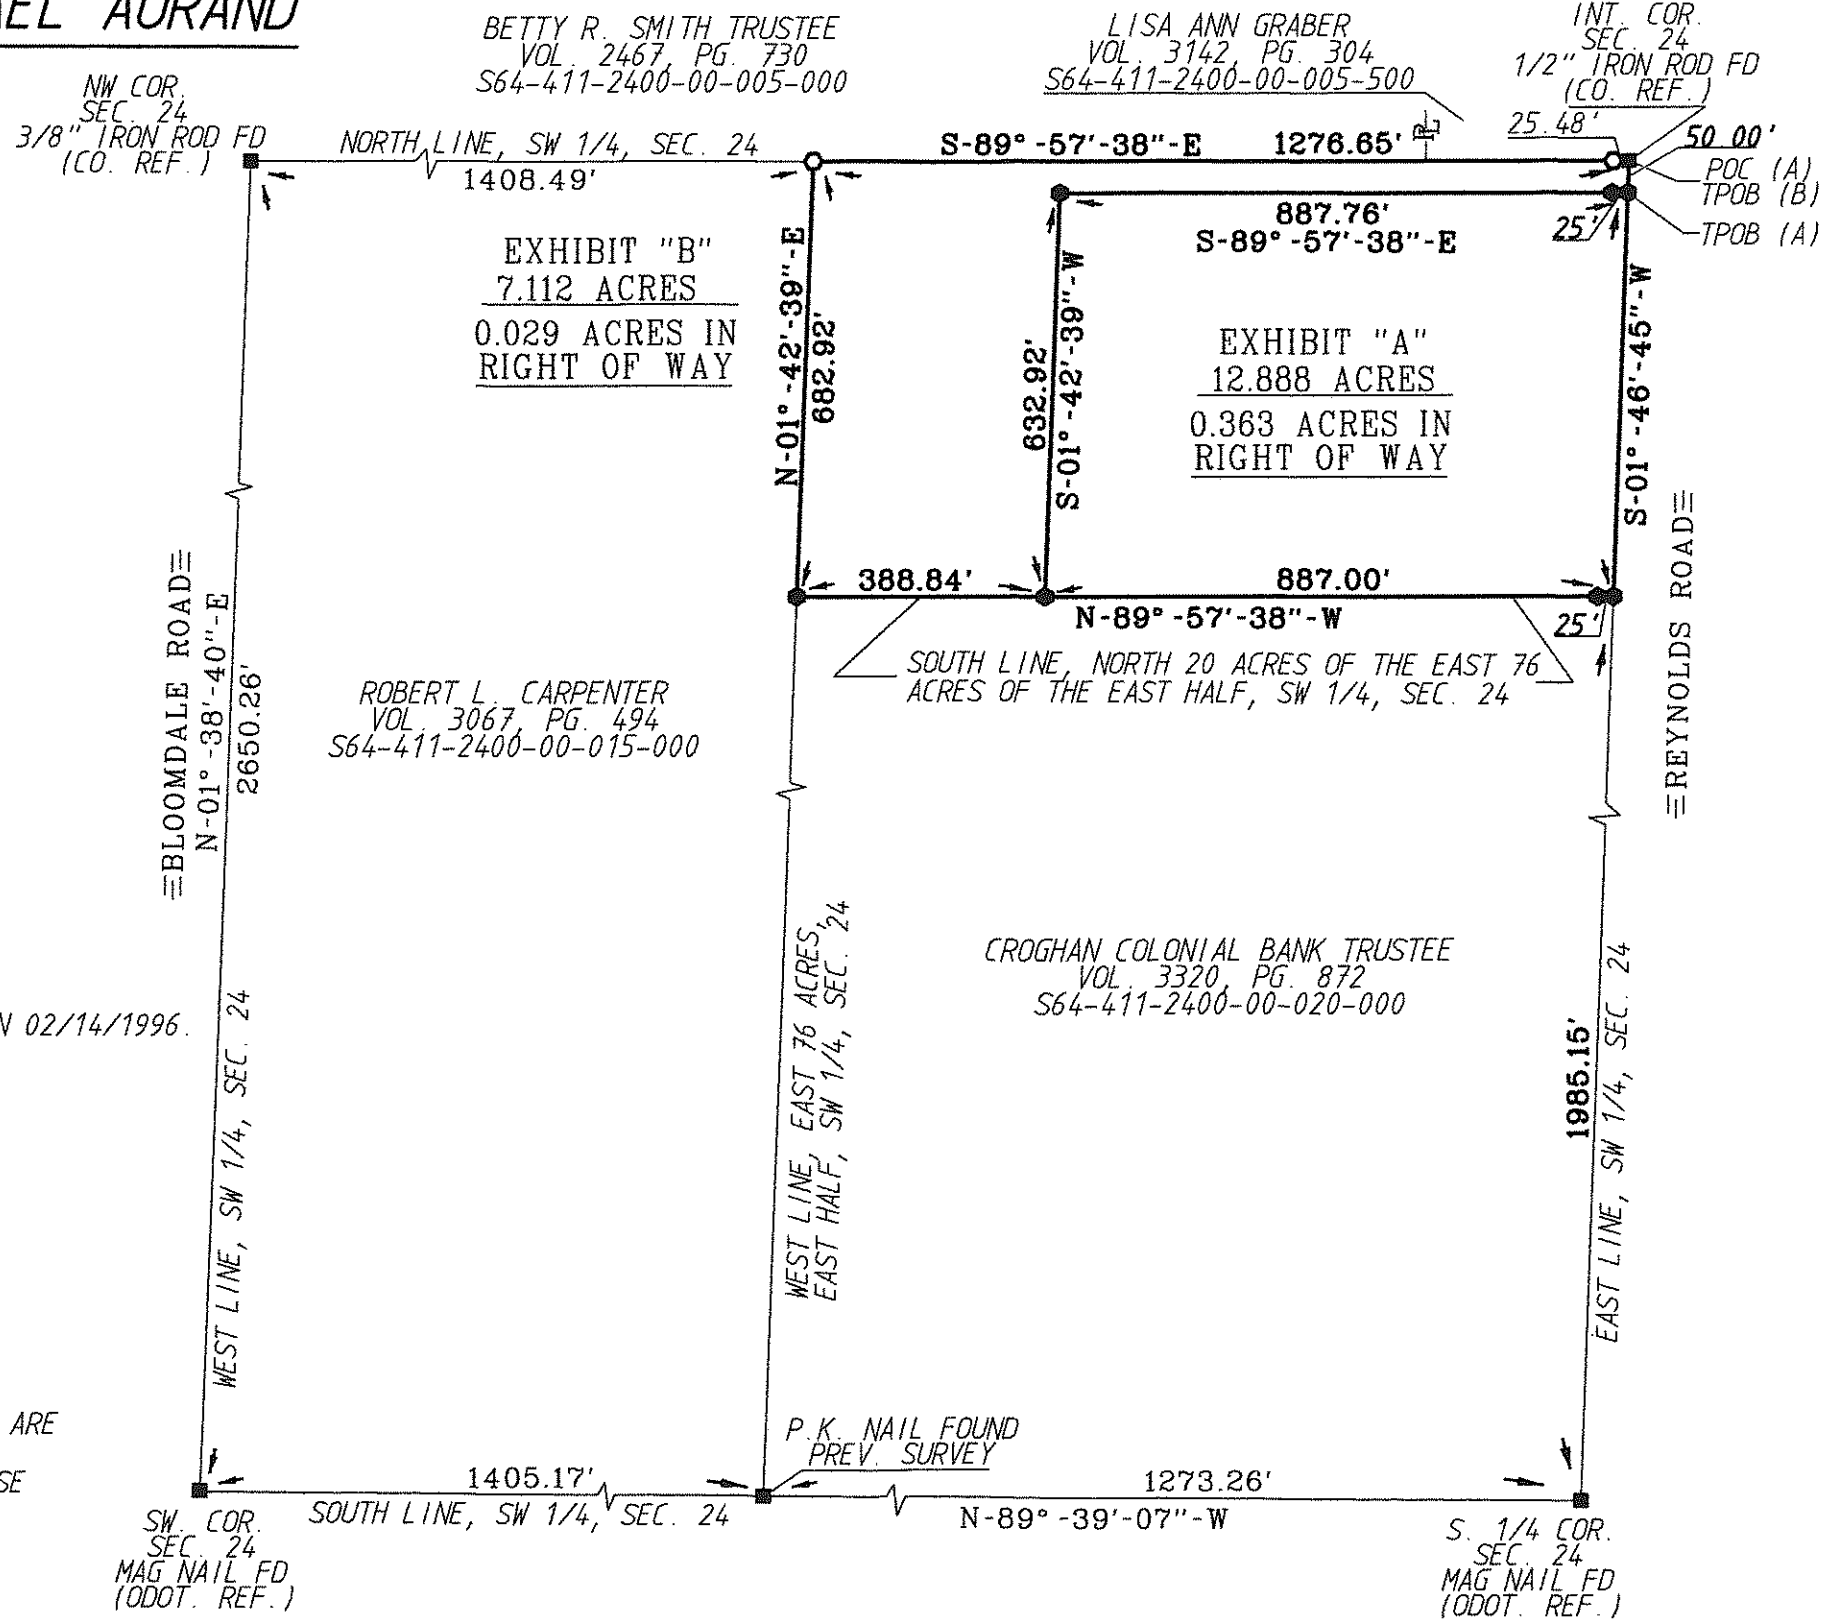 AEL AURAND
BETTY R. SMITH TRUSTEE
VOL. 2467, PG. 730
S64-411-2400-00-005-000
LISA ANN GRABER
VOL. 3142, PG. 304
S64-411-2400-00-005-500
INT. COR.
SEC. 24
1/2" IRON ROD FD
(CO. REF.)
NW COR.
SEC. 24
3/8" IRON ROD FD
(CO. REF.)
NORTH LINE, SW 1/4, SEC. 24
1408.49'
S-89°-57'-38"-E 1276.65'
25.48'
50.00'
POC (A)
TPOB (B)
TPOB (A)
887.76'
S-89°-57'-38"-E
25'
EXHIBIT "B"
7.112 ACRES
0.029 ACRES IN
RIGHT OF WAY
N-01°-42'-39"-E
682.92'
632.92'
S-01°-42'-39"-W
EXHIBIT "A"
12.888 ACRES
0.363 ACRES IN
RIGHT OF WAY
S-01°-46'-45"-W
≡REYNOLDS ROAD≡
388.84'
887.00'
N-89°-57'-38"-W
25'
SOUTH LINE, NORTH 20 ACRES OF THE EAST 76
ACRES OF THE EAST HALF, SW 1/4, SEC. 24
≡BLOOMDALE ROAD≡
N-01°-38'-40"-E
2650.26'
ROBERT L. CARPENTER
VOL. 3067, PG. 494
S64-411-2400-00-015-000
CROGHAN COLONIAL BANK TRUSTEE
VOL. 3320, PG. 872
S64-411-2400-00-020-000
WEST LINE, EAST 76 ACRES,
EAST HALF, SW 1/4, SEC. 24
1985.15'
EAST LINE, SW 1/4, SEC. 24
N 02/14/1996.
WEST LINE, SW 1/4, SEC. 24
ARE
SE
P.K. NAIL FOUND
PREV. SURVEY
1405.17'
SOUTH LINE, SW 1/4, SEC. 24
1273.26'
N-89°-39'-07"-W
SW. COR.
SEC. 24
MAG NAIL FD
(ODOT. REF.)
S. 1/4 COR.
SEC. 24
MAG NAIL FD
(ODOT. REF.)